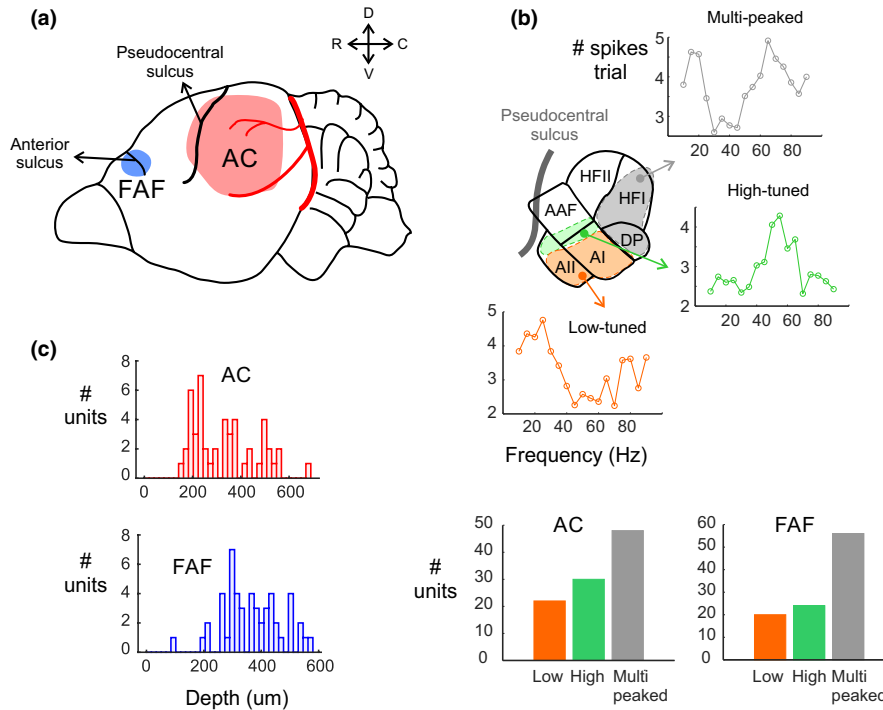 (a)
D
R
C
V
Pseudocentral
sulcus
Anterior
sulcus
FAF
AC
(b)
Multi-peaked
# spikes
trial
5
4
3
20 40 60 80
Pseudocentral
sulcus
HFII
HFI
AAF
DP
AI
AII
High-tuned
5
4
3
2
20 40 60 80
Low-tuned
5
4
3
2
20 40 60 80
Frequency (Hz)
(c)
AC
#
units
8
6
4
2
0
0 200 400 600
FAF
#
units
8
6
4
2
0
0 200 400 600
Depth (um)
AC
#
units
50
40
30
20
10
0
Low High Multi
peaked
FAF
60
50
40
30
20
10
0
Low High Multi
peaked